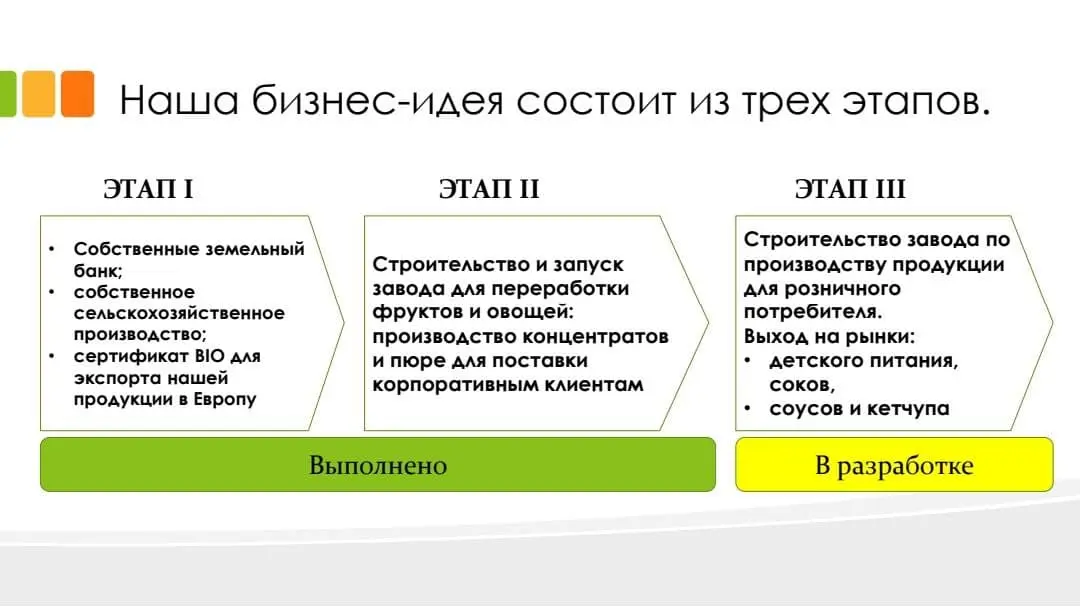 Наша бизнес-идея состоит из трех этапов.
ЭТАП I
• Собственные земельный
банк;
• собственное
сельскохозяйственное
производство;
• сертификат BIO для
экспорта нашей
продукции в Европу
ЭТАП II
Строительство и запуск
завода для переработки
фруктов и овощей:
производство концентратов
и пюре для поставки
корпоративным клиентам
ЭТАП III
Строительство завода по
производству продукции
для розничного
потребителя.
Выход на рынки:
• детского питания,
соков,
• соусов и кетчупа
Выполнено
В разработке